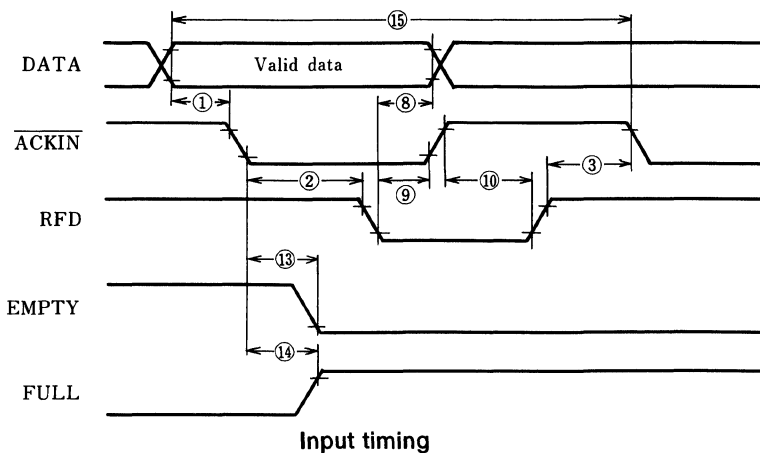 ⑮
DATA Valid data
① ⑧
ACKIN
② ⑨ ⑩ ③
RFD
⑬
EMPTY
⑭
FULL
Input timing